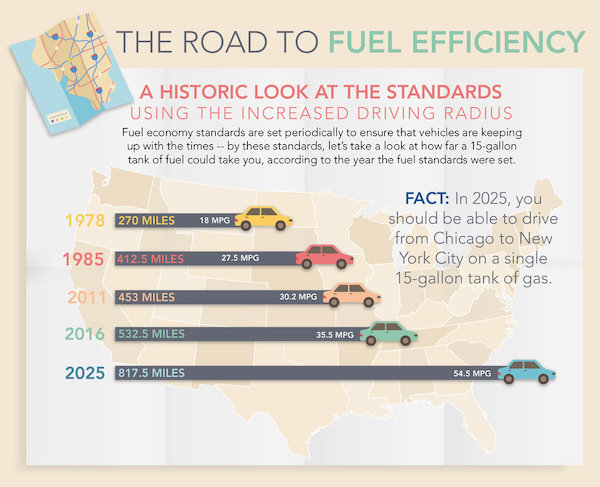 THE ROAD TO FUEL EFFICIENCY
A HISTORIC LOOK AT THE STANDARDS
USING THE INCREASED DRIVING RADIUS
Fuel economy standards are set periodically to ensure that vehicles are keeping
up with the times -- by these standards, let's take a look at how far a 15-gallon
tank of fuel could take you, according to the year the fuel standards were set.
FACT: In 2025, you
should be able to drive
from Chicago to New
York City on a single
15-gallon tank of gas.
1978 270 MILES 18 MPG
1985 412.5 MILES 27.5 MPG
2011 453 MILES 30.2 MPG
2016 532.5 MILES 35.5 MPG
2025 817.5 MILES 54.5 MPG